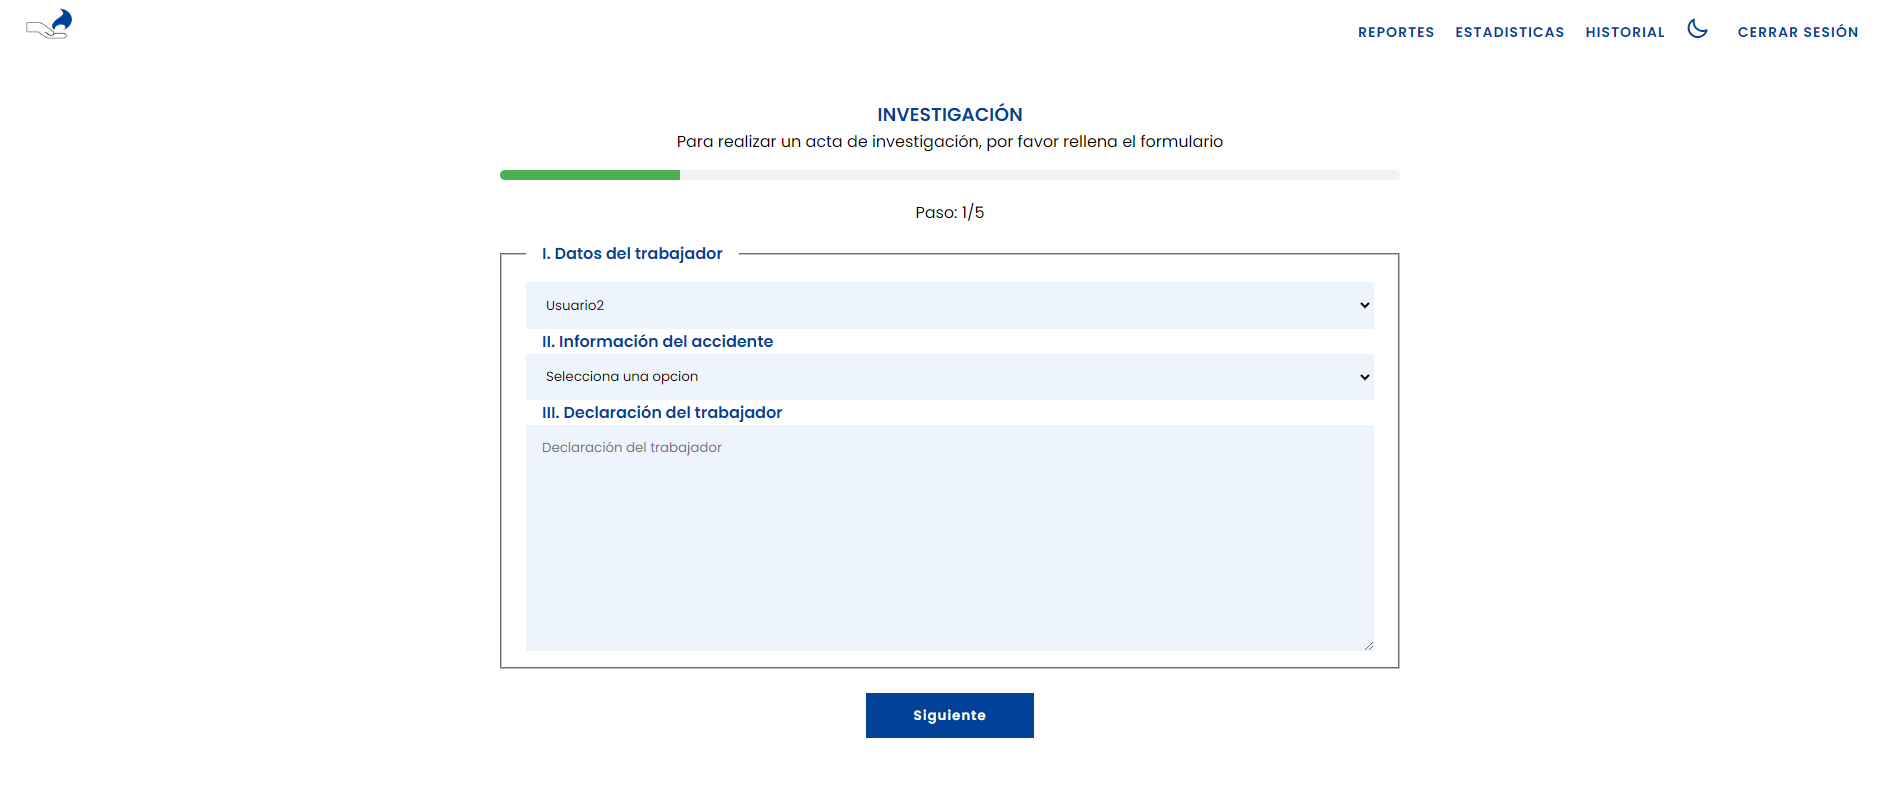 REPORTES ESTADISTICAS HISTORIAL CERRAR SESIÓN
INVESTIGACIÓN
Para realizar un acta de investigación, por favor rellena el formulario
Paso: 1/5
I. Datos del trabajador
Usuario2
II. Información del accidente
Selecciona una opcion
III. Declaración del trabajador
Declaración del trabajador
Siguiente